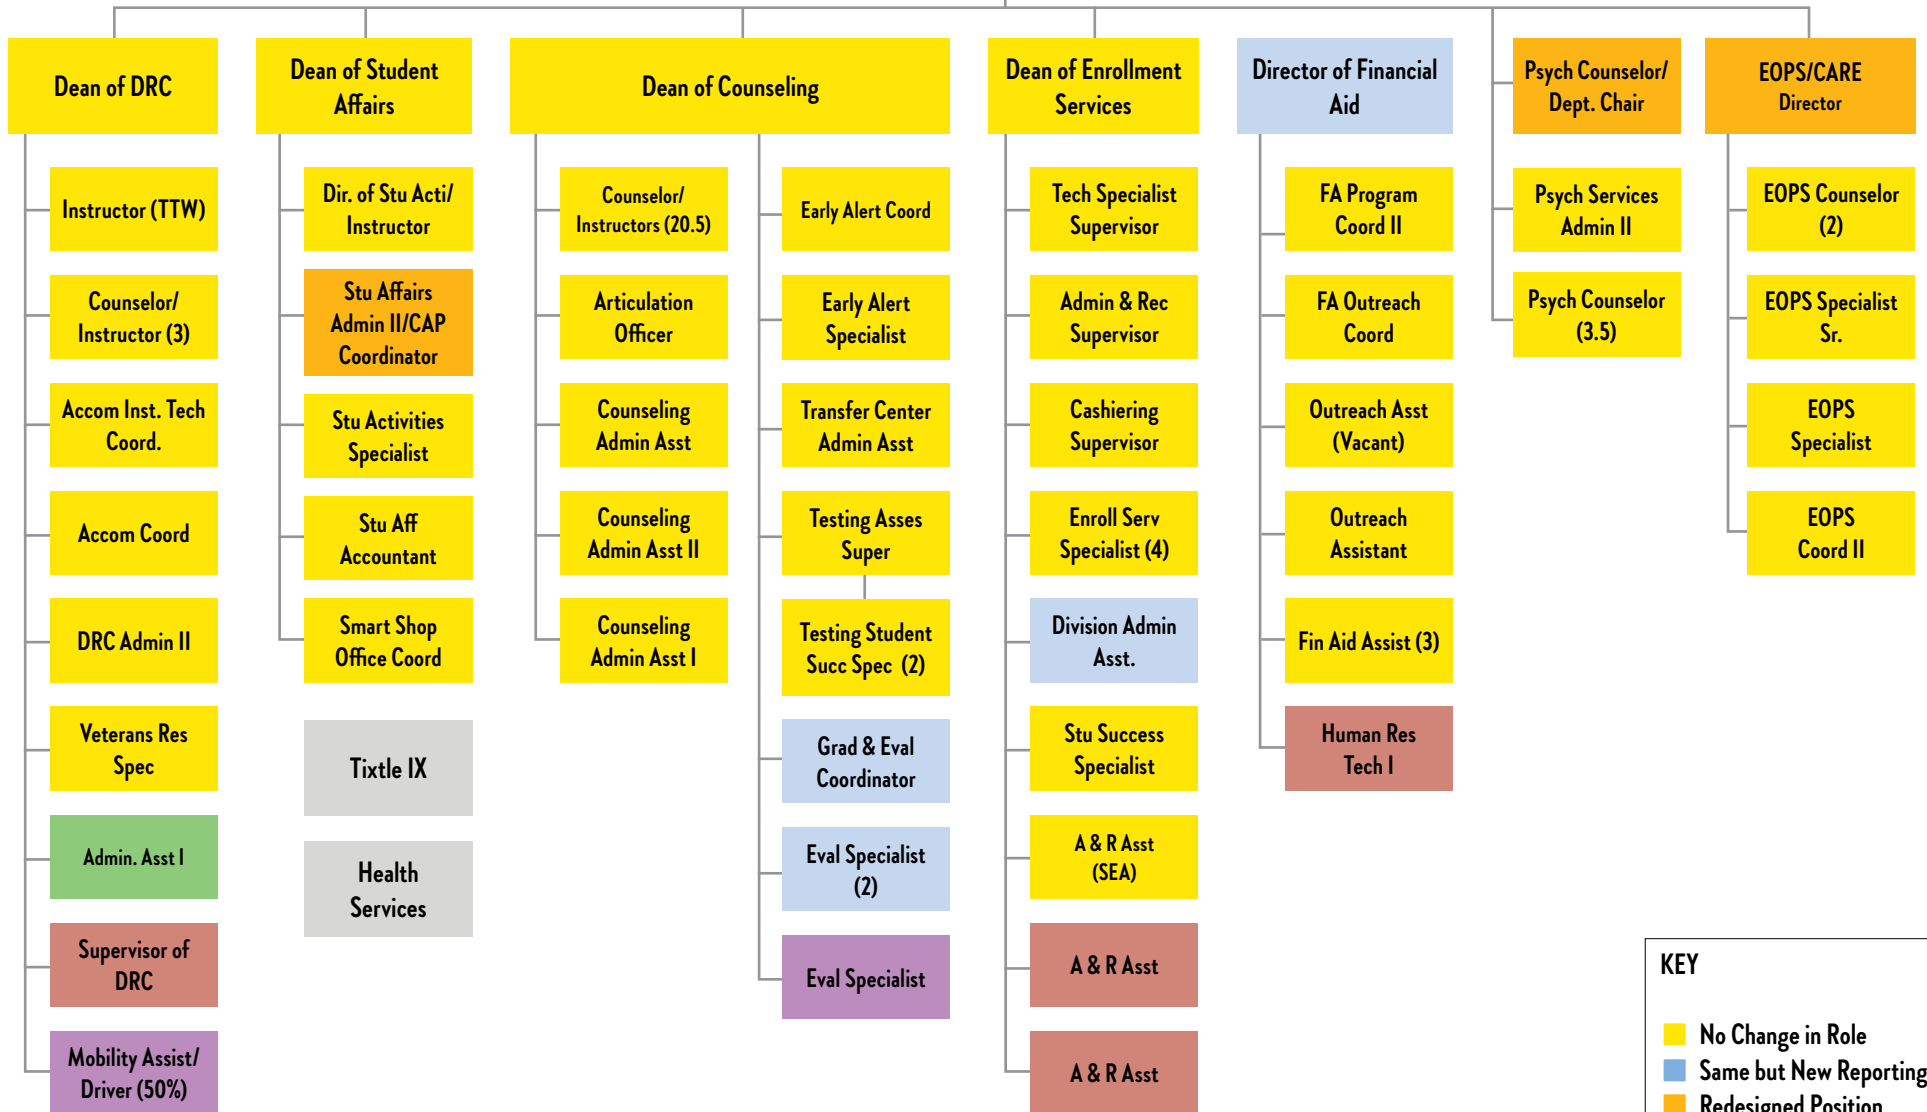 Dean of DRC
Instructor (TTW)
Counselor/
Instructor (3)
Accom Inst. Tech
Coord.
Accom Coord
DRC Admin II
Veterans Res
Spec
Admin. Asst I
Supervisor of
DRC
Mobility Assist/
Driver (50%)
Dean of Student
Affairs
Dir. of Stu Acti/
Instructor
Stu Affairs
Admin II/CAP
Coordinator
Stu Activities
Specialist
Stu Aff
Accountant
Smart Shop
Office Coord
Tixtle IX
Health
Services
Dean of Counseling
Counselor/
Instructors (20.5)
Articulation
Officer
Counseling
Admin Asst
Counseling
Admin Asst II
Counseling
Admin Asst I
Early Alert Coord
Early Alert
Specialist
Transfer Center
Admin Asst
Testing Asses
Super
Testing Student
Succ Spec (2)
Grad & Eval
Coordinator
Eval Specialist
(2)
Eval Specialist
Dean of Enrollment
Services
Tech Specialist
Supervisor
Admin & Rec
Supervisor
Cashiering
Supervisor
Enroll Serv
Specialist (4)
Division Admin
Asst.
Stu Success
Specialist
A & R Asst
(SEA)
A & R Asst
A & R Asst
Director of Financial
Aid
FA Program
Coord II
FA Outreach
Coord
Outreach Asst
(Vacant)
Outreach
Assistant
Fin Aid Assist (3)
Human Res
Tech I
Psych Counselor/
Dept. Chair
Psych Services
Admin II
Psych Counselor
(3.5)
EOPS/CARE
Director
EOPS Counselor
(2)
EOPS Specialist
Sr.
EOPS
Specialist
EOPS
Coord II
KEY
No Change in Role
Same but New Reporting
Redesigned Position